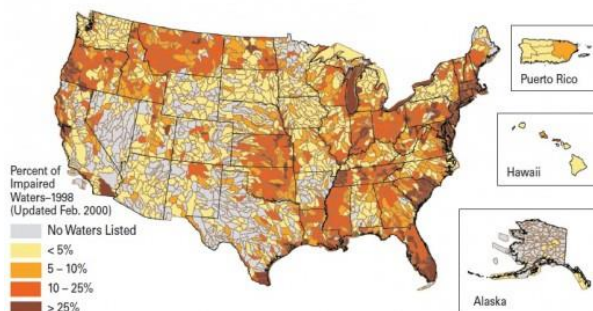 Puerto Rico
Hawaii
Alaska
Percent of
Impaired
Waters–1998
(Updated Feb. 2000)
No Waters Listed
< 5%
5 – 10%
10 – 25%
> 25%